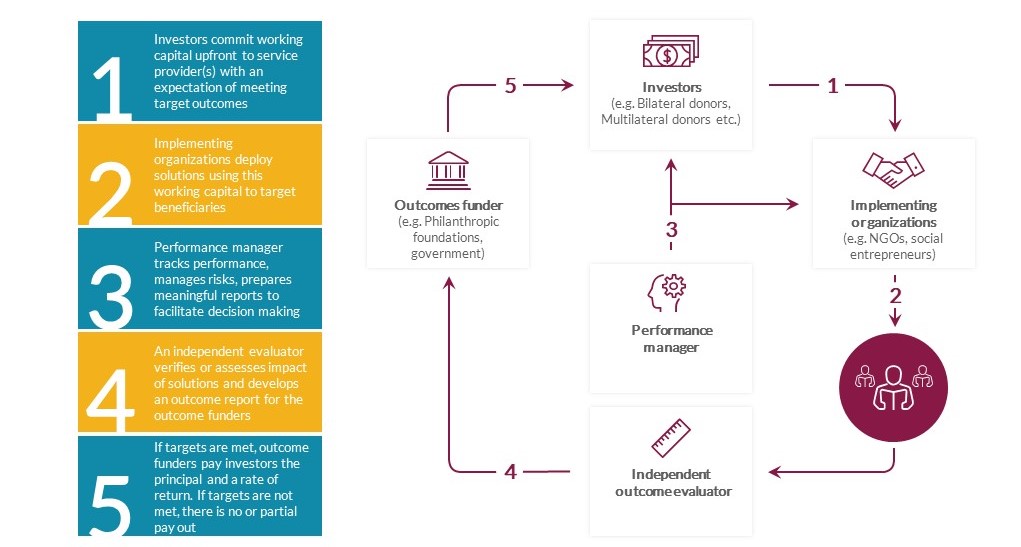 1
Investors commit working
capital upfront to service
provider(s) with an
expectation of meeting
target outcomes
2
Implementing
organizations deploy
solutions using this
working capital to target
beneficiaries
3
Performance manager
tracks performance,
manages risks, prepares
meaningful reports to
facilitate decision making
4
An independent evaluator
verifies or assesses impact
of solutions and develops
an outcome report for the
outcome funders
5
If targets are met, outcome
funders pay investors the
principal and a rate of
return. If targets are not
met, there is no or partial
pay out
5
$
Investors
(e.g. Bilateral donors,
Multilateral donors etc.)
1
Outcomes funder
(e.g. Philanthropic
foundations,
government)
3
Implementing
organizations
(e.g. NGOs, social
entrepreneurs)
2
Performance
manager
4
Independent
outcome evaluator